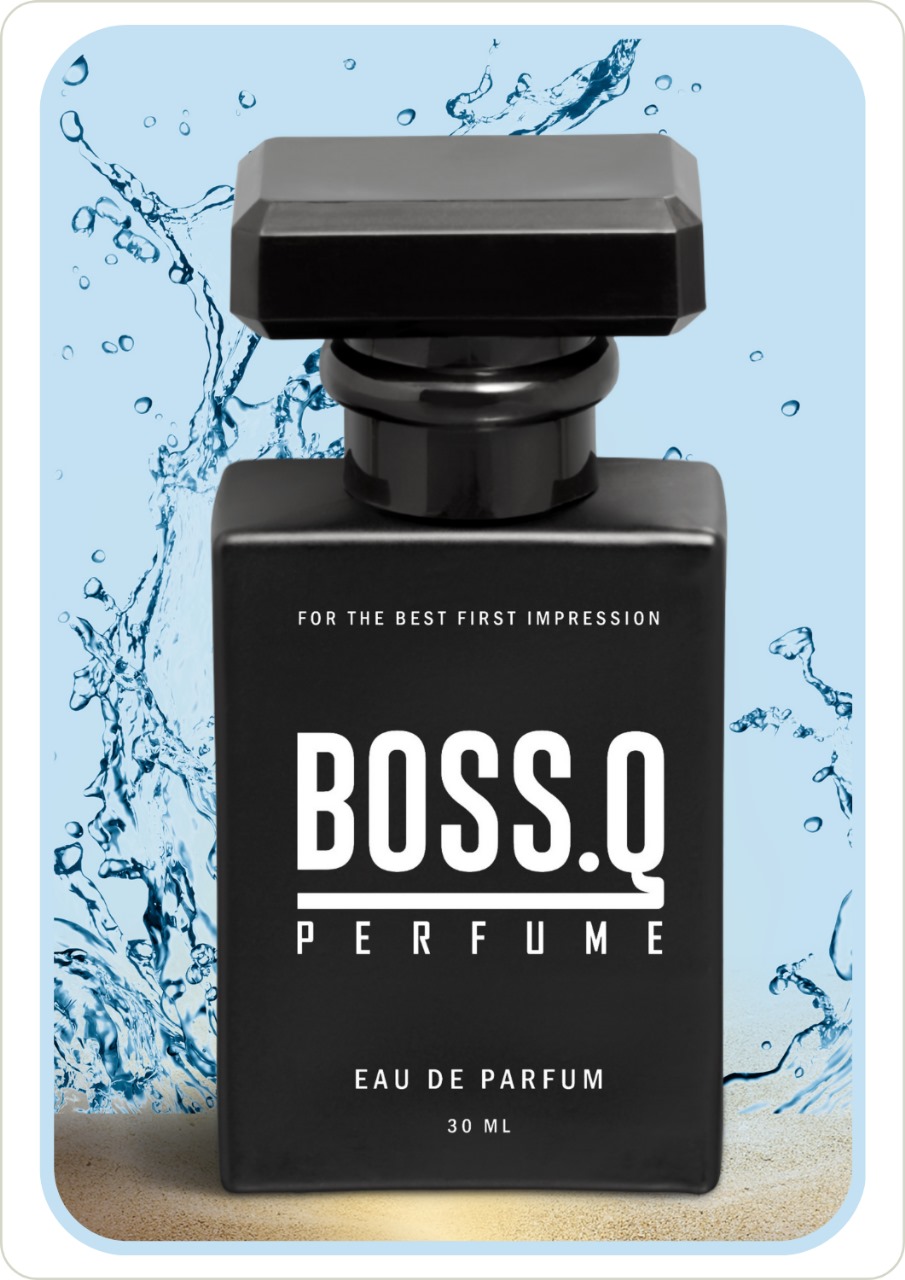 FOR THE BEST FIRST IMPRESSION
BOSS.Q
PERFUME
EAU DE PARFUM
30 ML